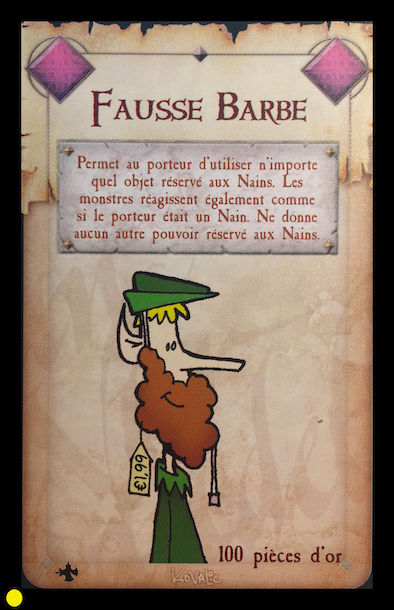 Fausse Barbe
Permet au porteur d'utiliser n'importe
quel objet réservé aux Nains. Les
monstres réagissent également comme
si le porteur était un Nain. Ne donne
aucun autre pouvoir réservé aux Nains.
€1,99
100 pièces d'or
Kovalic